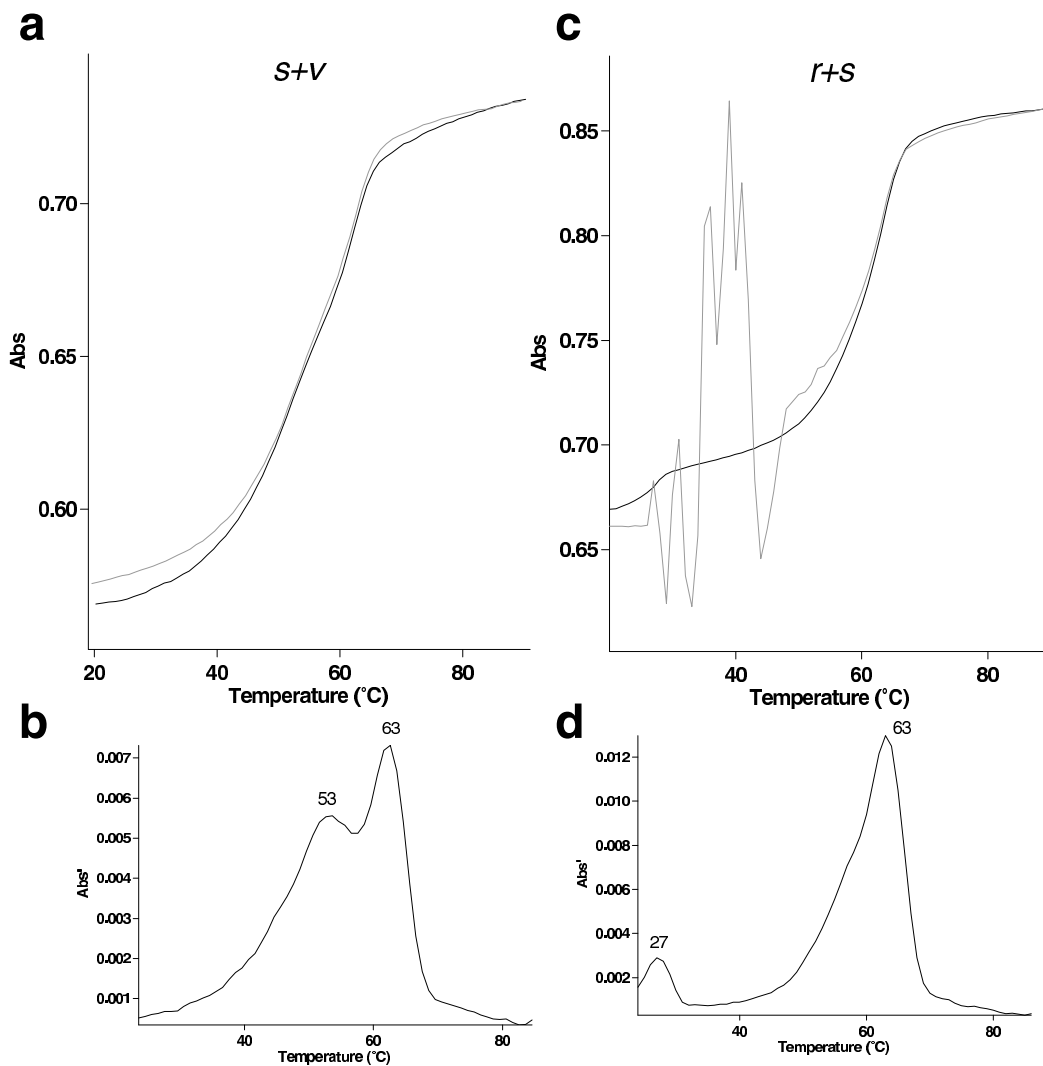 a
s+v
0.70
0.65
0.60
Abs
20 40 60 80
Temperature (°C)
c
r+s
0.85
0.80
0.75
0.70
0.65
Abs
40 60 80
Temperature (°C)
b
63
53
0.007
0.006
0.005
0.004
0.003
0.002
0.001
Abs'
40 60 80
Temperature (°C)
d
63
27
0.012
0.010
0.008
0.006
0.004
0.002
Abs'
40 60 80
Temperature (°C)